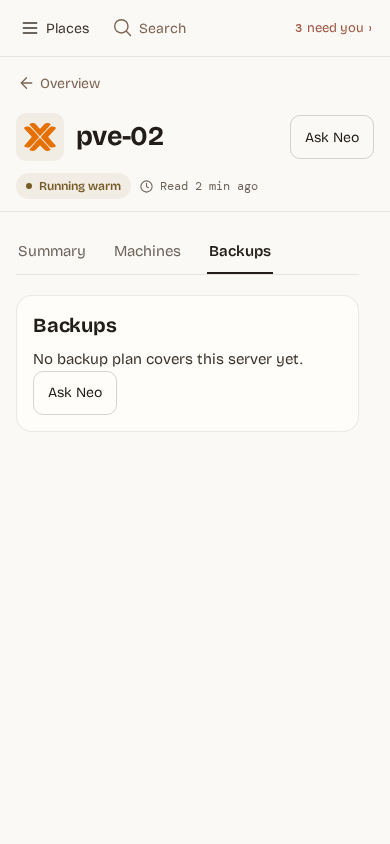 Places Search 3 need you ›
Overview
pve-02 Ask Neo
Running warm Read 2 min ago
Summary Machines Backups
Backups
No backup plan covers this server yet.
Ask Neo